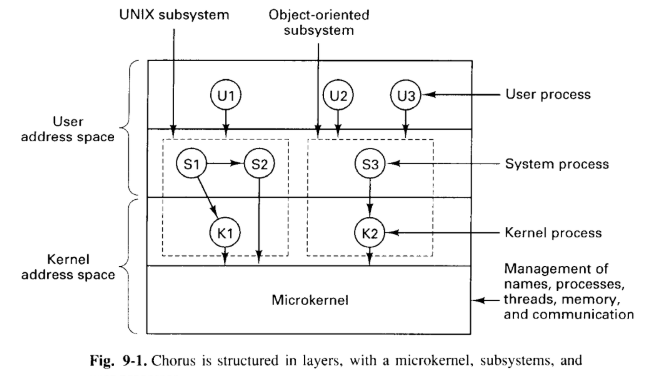 UNIX subsystem
Object-oriented
subsystem
User
address space
U1
U2
U3
User process
S1
S2
S3
System process
Kernel
address space
K1
K2
Kernel process
Microkernel
Management of
names, processes,
threads, memory,
and communication
Fig. 9-1. Chorus is structured in layers, with a microkernel, subsystems, and